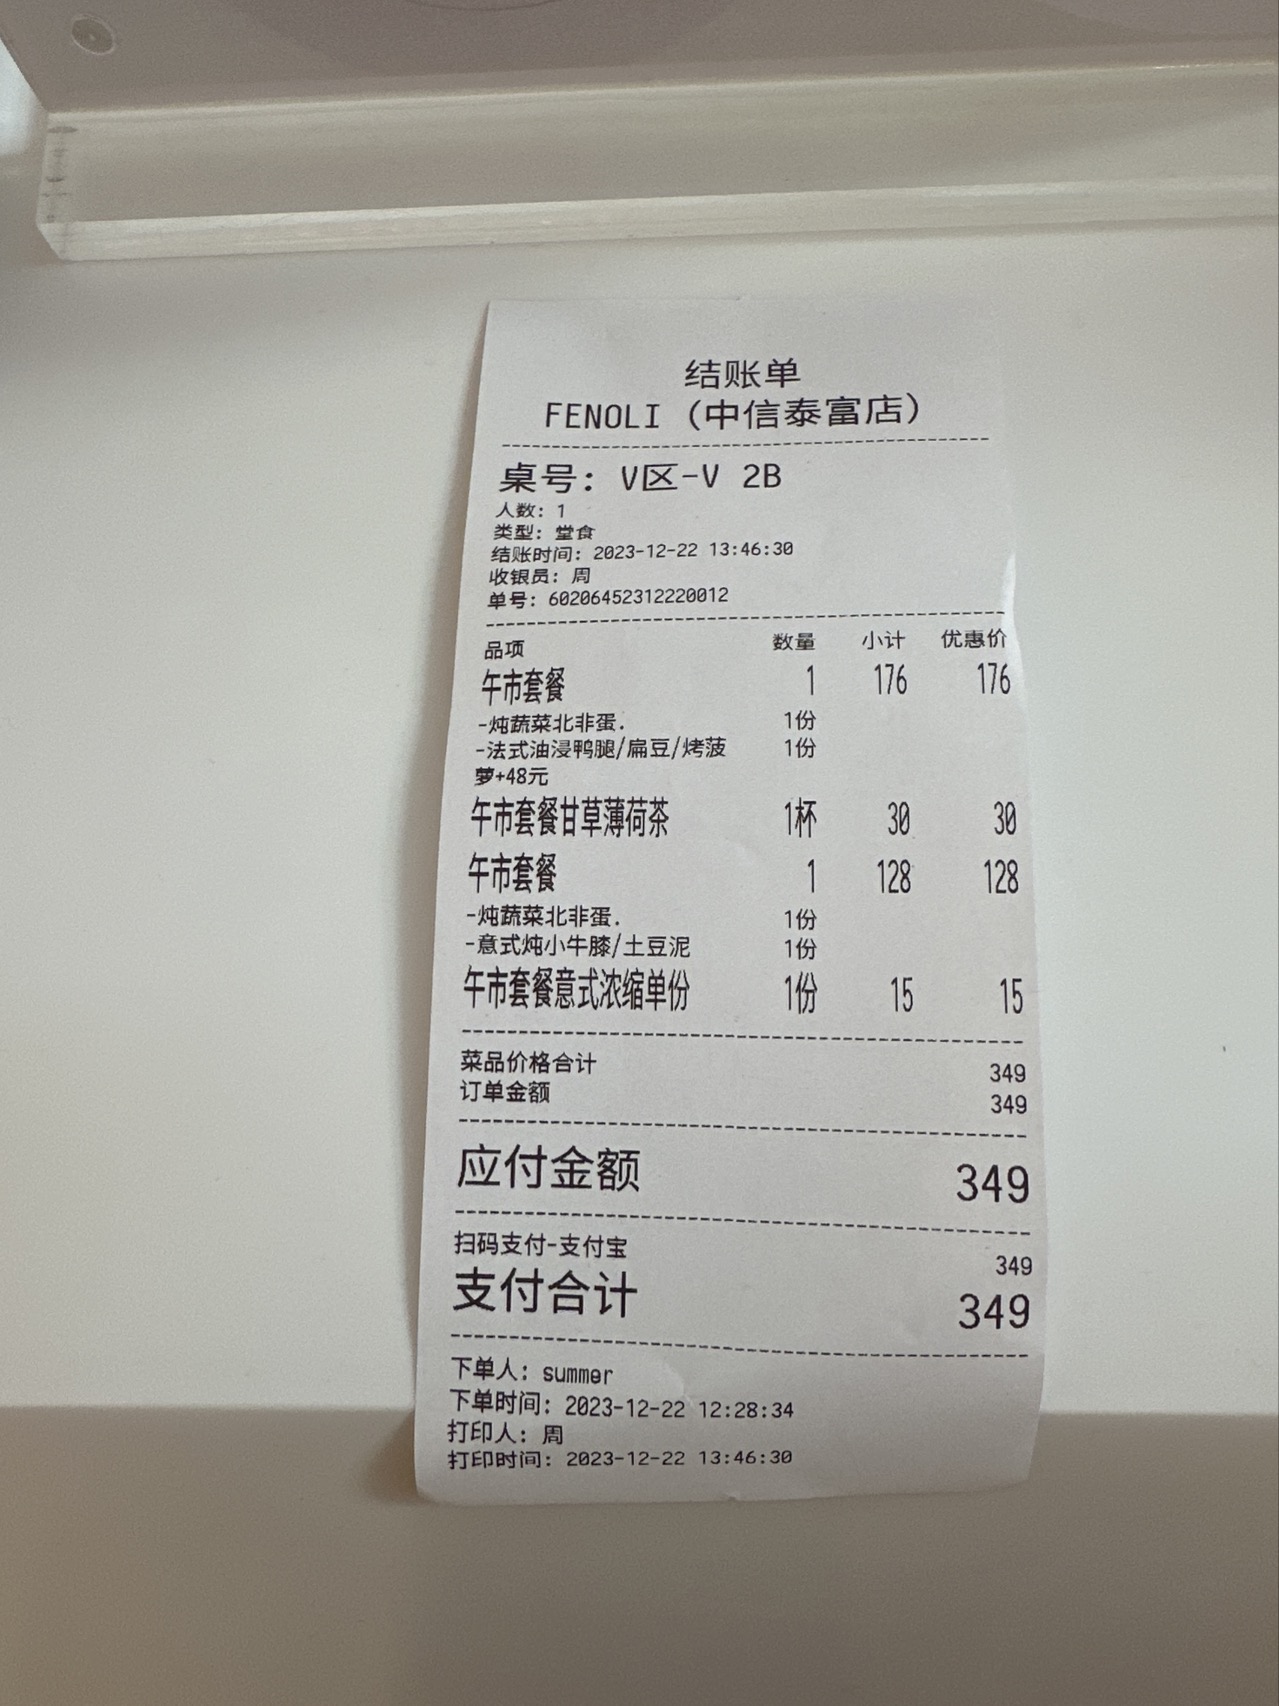 结账单
FENOLI (中信泰富店)
桌号: V区-V 2B
人数: 1
类型: 堂食
结账时间: 2023-12-22 13:46:30
收银员: 周
单号: 60206452312220012
品项 数量 小计 优惠价
午市套餐 1 176 176
-炖蔬菜北非蛋. 1份
-法式油浸鸭腿/扁豆/烤菠 1份
萝+48元
午市套餐甘草薄荷茶 1杯 30 30
午市套餐 1 128 128
-炖蔬菜北非蛋. 1份
-意式炖小牛膝/土豆泥 1份
午市套餐意式浓缩单份 1份 15 15
菜品价格合计 349
订单金额 349
应付金额 349
扫码支付-支付宝 349
支付合计 349
下单人: summer
下单时间: 2023-12-22 12:28:34
打印人: 周
打印时间: 2023-12-22 13:46:30